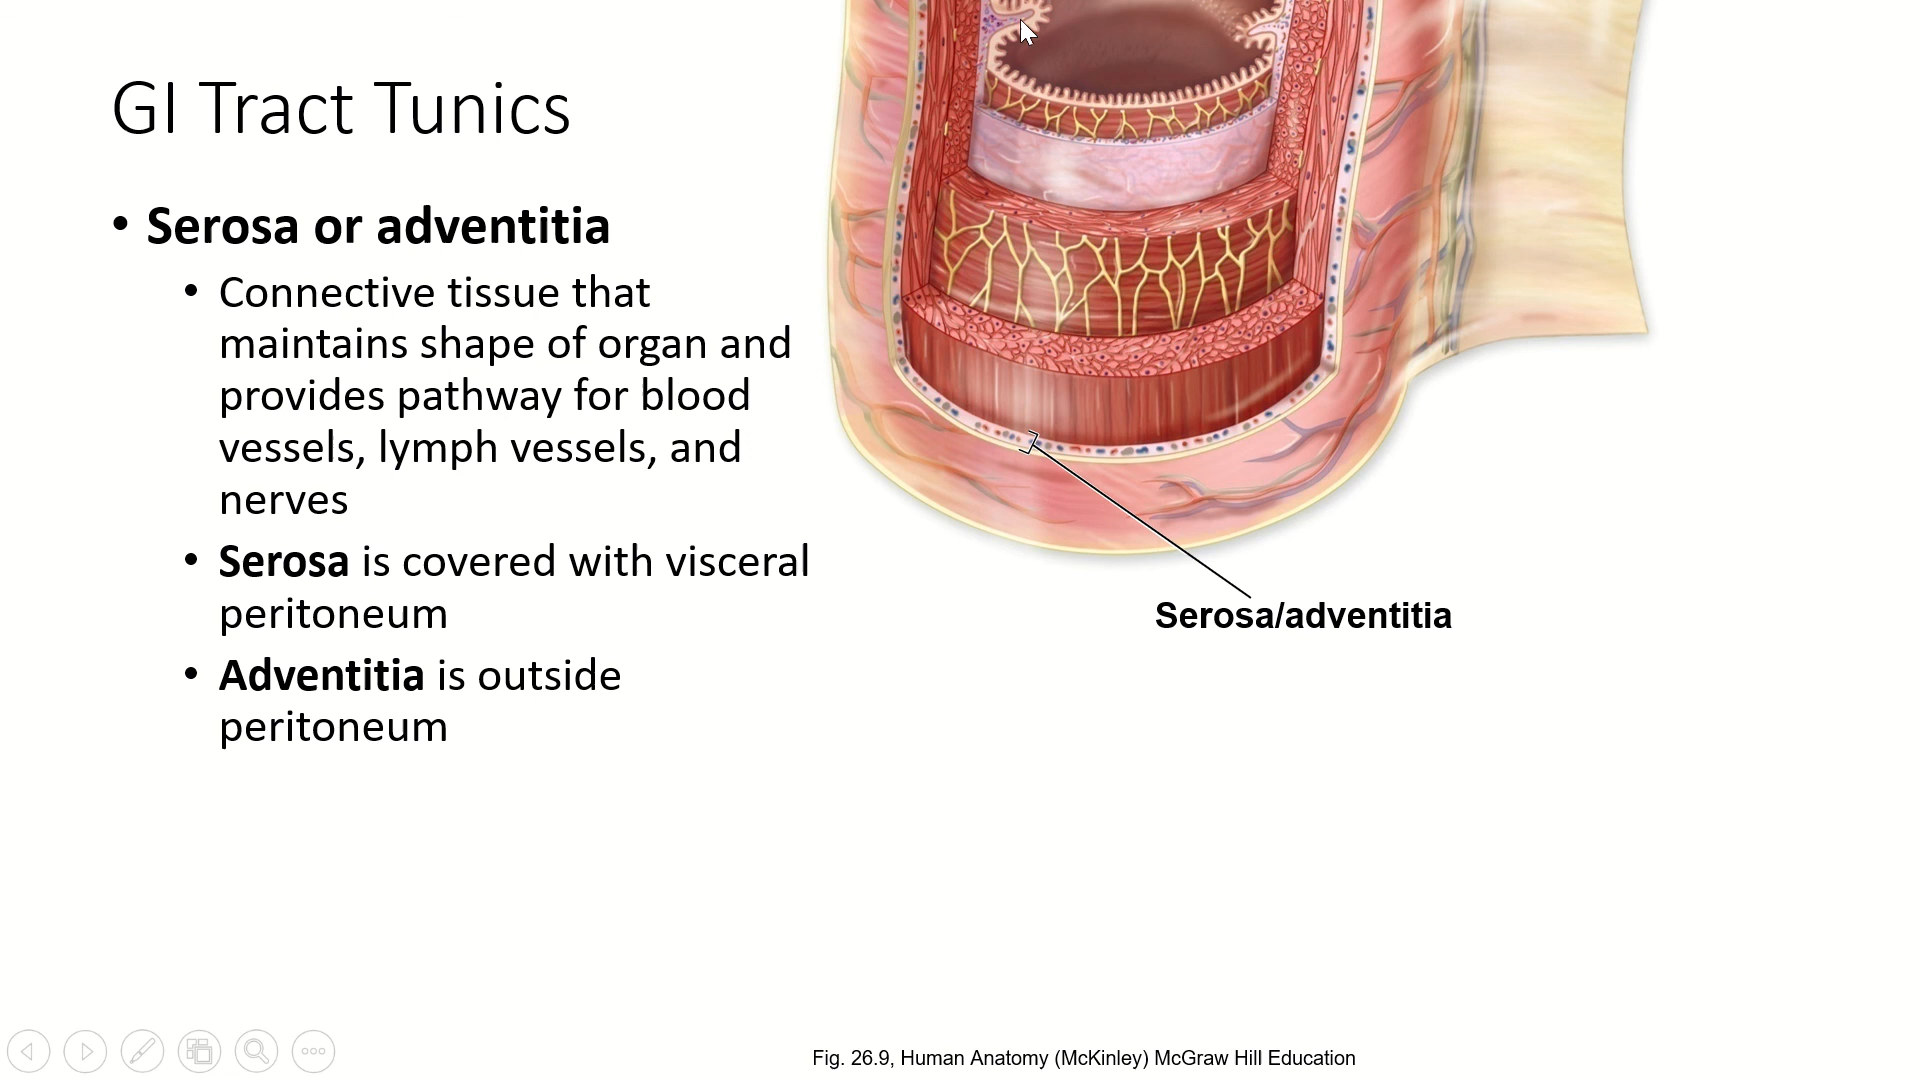 GI Tract Tunics
• Serosa or adventitia
• Connective tissue that
maintains shape of organ and
provides pathway for blood
vessels, lymph vessels, and
nerves
• Serosa is covered with visceral
peritoneum
• Adventitia is outside
peritoneum
Serosa/adventitia
Fig. 26.9, Human Anatomy (McKinley) McGraw Hill Education